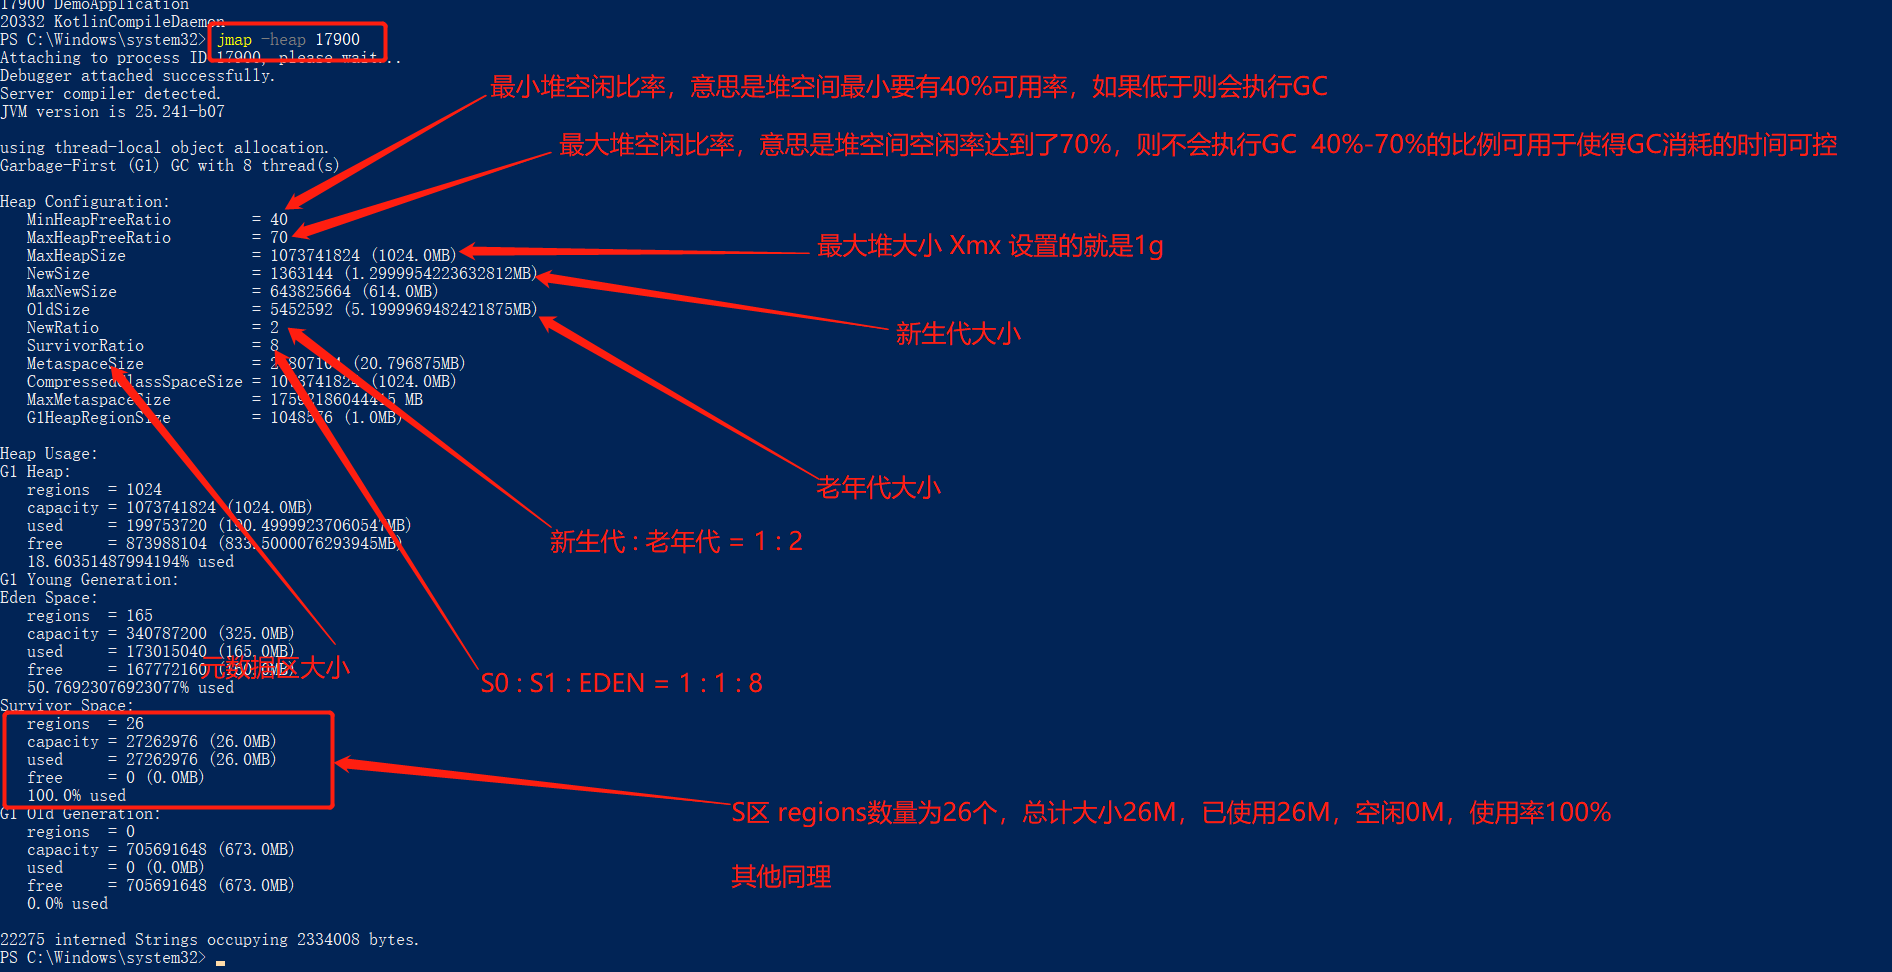 17900 DemoApplication
20332 KotlinCompileDaemon
PS C:\Windows\system32> jmap -heap 17900
Attaching to process ID 17900, please wait...
Debugger attached successfully.
Server compiler detected.
JVM version is 25.241-b07
最小堆空闲比率，意思是堆空间最小要有40%可用率，如果低于则会执行GC
最大堆空闲比率，意思是堆空间空闲率达到了70%，则不会执行GC 40%-70%的比例可用于使得GC消耗的时间可控
using thread-local object allocation.
Garbage-First (G1) GC with 8 thread(s)
Heap Configuration:
MinHeapFreeRatio = 40
MaxHeapFreeRatio = 70
MaxHeapSize = 1073741824 (1024.0MB)
最大堆大小 Xmx 设置的就是1g
NewSize = 1363144 (1.2999954223632812MB)
MaxNewSize = 643825664 (614.0MB)
OldSize = 5452592 (5.1999969482421875MB)
NewRatio = 2
新生代大小
SurvivorRatio = 8
MetaspaceSize = (20.796875MB)
CompressedClassSpaceSize = 1073741824 (1024.0MB)
MaxMetaspaceSize = 17592186044415 MB
G1HeapRegionSize = 1048576 (1.0MB)
Heap Usage:
G1 Heap:
regions = 1024
老年代大小
capacity = 1073741824 (1024.0MB)
used = 199753720 (190.49999237060547MB)
free = 873988104 (833.5000076293945MB)
新生代 : 老年代 = 1 : 2
18.60351487994194% used
G1 Young Generation:
Eden Space:
regions = 165
capacity = 340787200 (325.0MB)
used = 173015040 (165.0MB)
free = 167772160 (160.0MB)
元数据区大小
50.76923076923077% used
S0 : S1 : EDEN = 1 : 1 : 8
Survivor Space:
regions = 26
capacity = 27262976 (26.0MB)
used = 27262976 (26.0MB)
free = 0 (0.0MB)
100.0% used
G1 Old Generation:
S区 regions数量为26个，总计大小26M，已使用26M，空闲0M，使用率100%
regions = 0
capacity = 705691648 (673.0MB)
used = 0 (0.0MB)
其他同理
free = 705691648 (673.0MB)
0.0% used
22275 interned Strings occupying 2334008 bytes.
PS C:\Windows\system32>